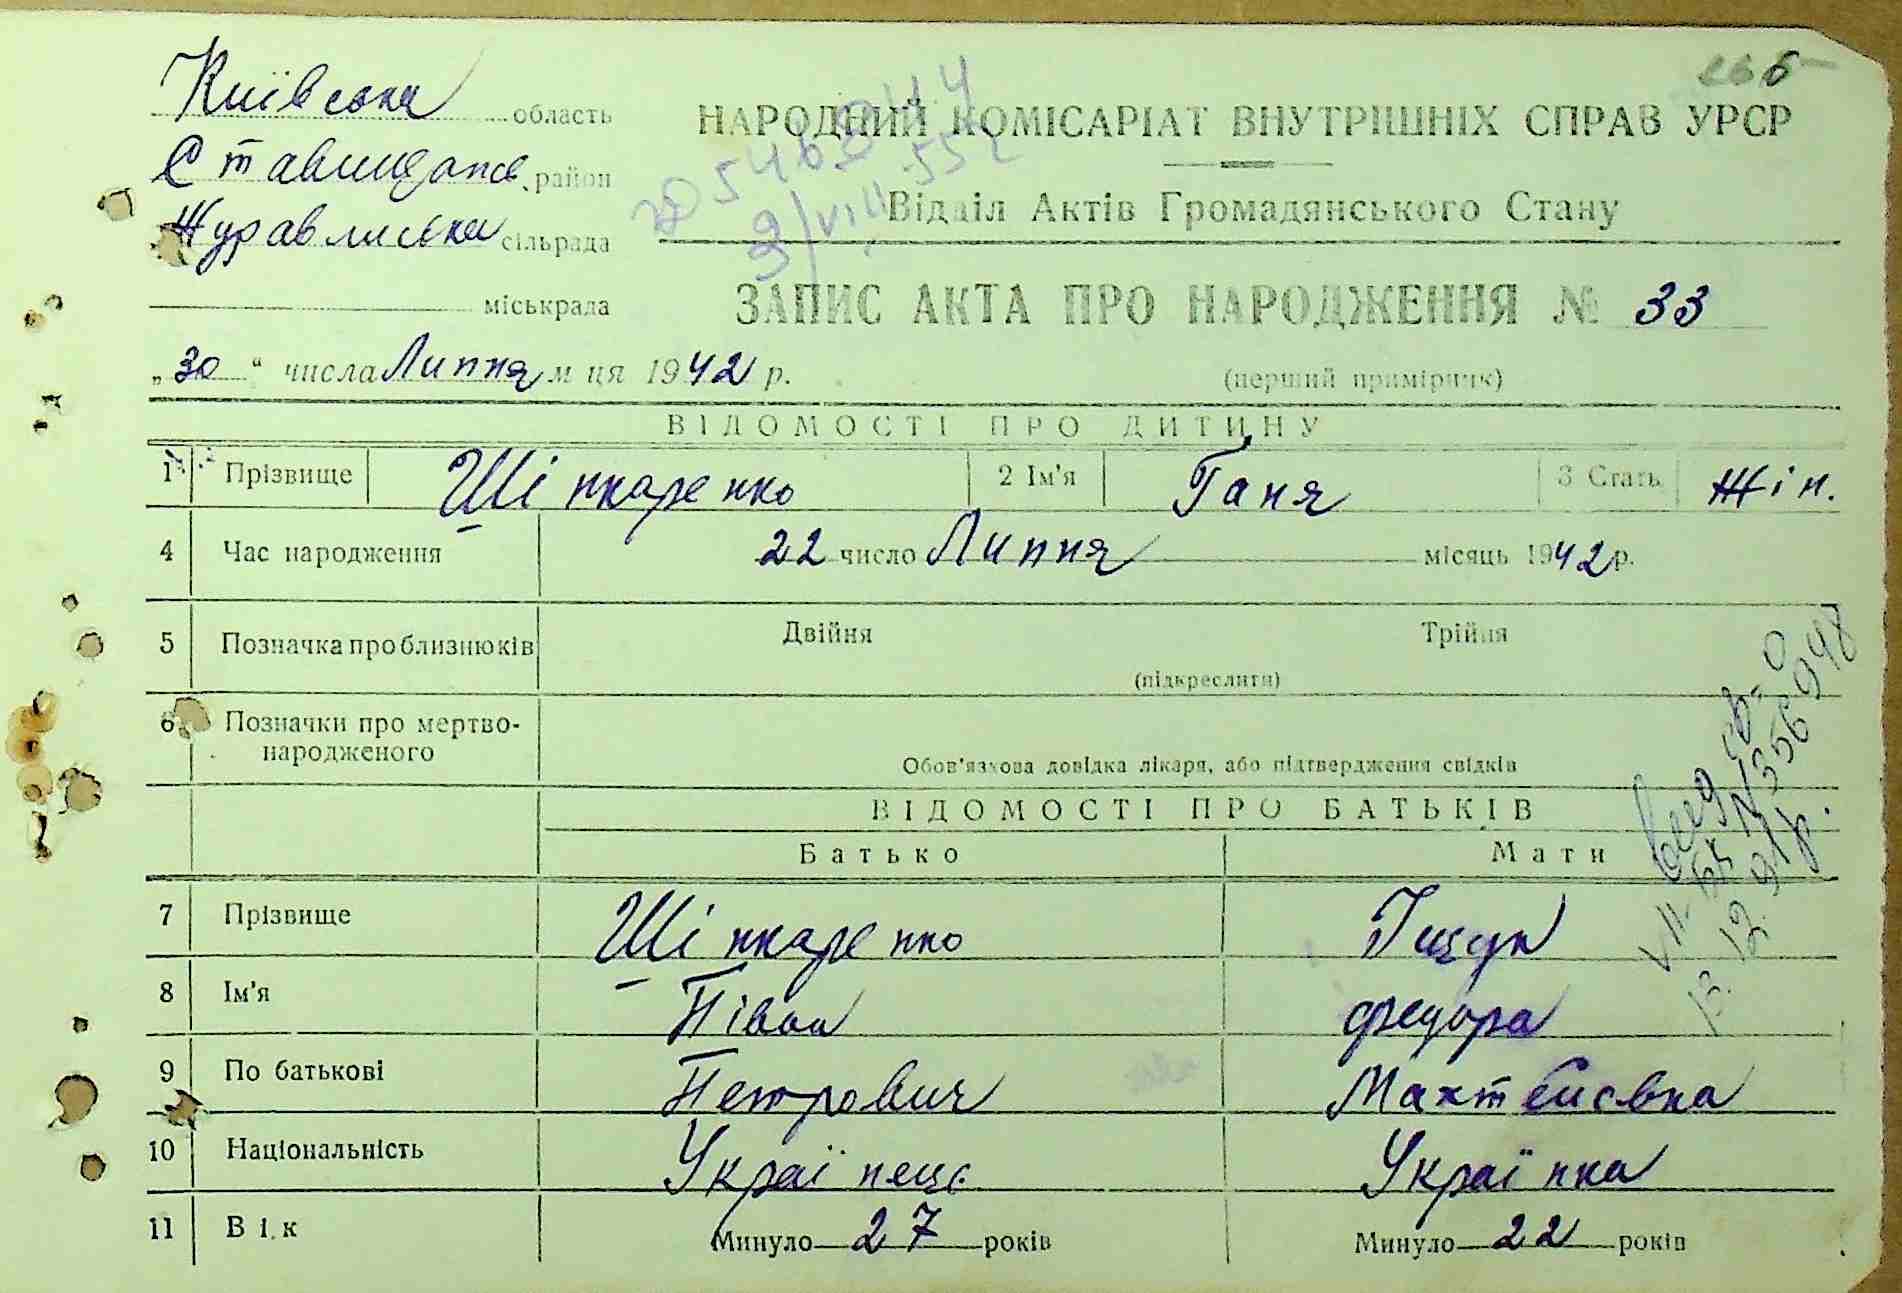 Київська область
НАРОДНИЙ КОМІСАРІАТ ВНУТРІШНІХ СПРАВ УРСР
Ставищанс. район
Відділ Актів Громадянського Стану
Журавлиська сільрада
міськрада
ЗАПИС АКТА ПРО НАРОДЖЕННЯ № 33
„30“ числа Липня м ця 1942 р.
(перший примірник)
ВІДОМОСТІ ПРО ДИТИНУ
1 Прізвище Шінкаренко 2 Ім'я Ганя 3 Стать Жін.
4 Час народження 22 число Липня місяць 1942 р.
5 Позначка про близнюків Двійня Трійня
(підкреслити)
6 Позначки про мертво-
народженого
Обов'язкова довідка лікаря, або підтвердження свідків
ВІДОМОСТІ ПРО БАТЬКІВ
Батько Мати
7 Прізвище Шінкаренко
8 Ім'я Піван Федора
9 По батькові Петрович Махтеівна
10 Національність Українець Українка
11 Вік Минуло 27 років Минуло 22 років